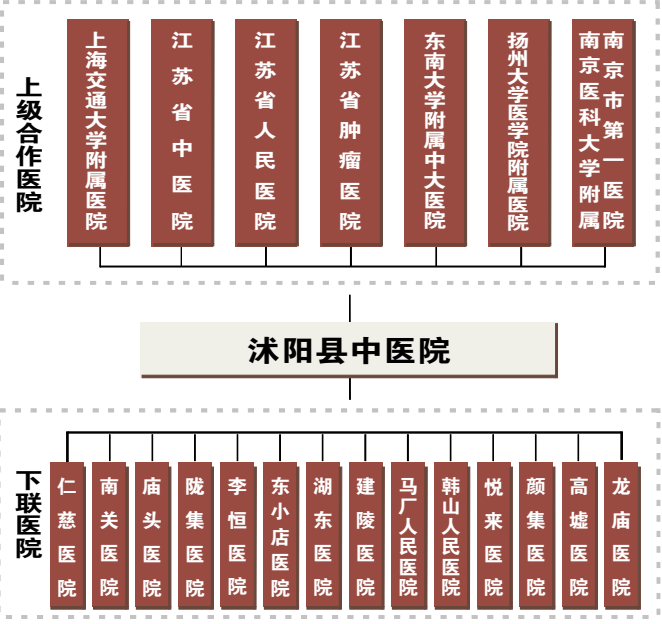 上级合作医院
上海交通大学附属医院
江苏省中医院
江苏省人民医院
江苏省肿瘤医院
东南大学附属中大医院
扬州大学医学院附属医院
南京医科大学附属
南京市第一医院
沭阳县中医院
下联医院
仁慈医院
南关医院
庙头医院
陇集医院
李恒医院
东小店医院
湖东医院
建陵医院
马厂人民医院
韩山人民医院
悦来医院
颜集医院
高墟医院
龙庙医院